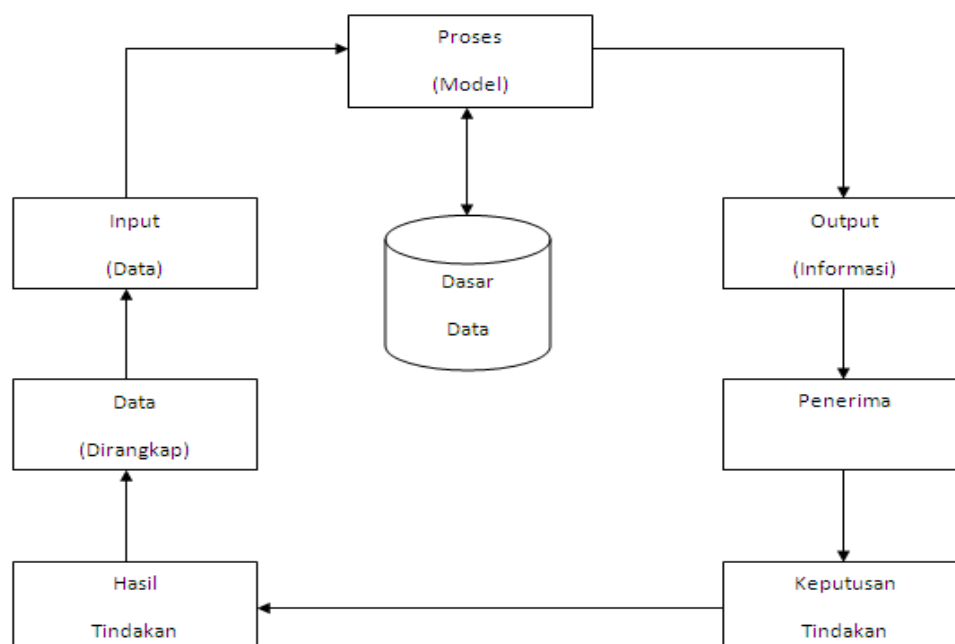 Proses
(Model)
Input
(Data)
Output
(Informasi)
Dasar
Data
Data
(Dirangkap)
Penerima
Hasil
Tindakan
Keputusan
Tindakan